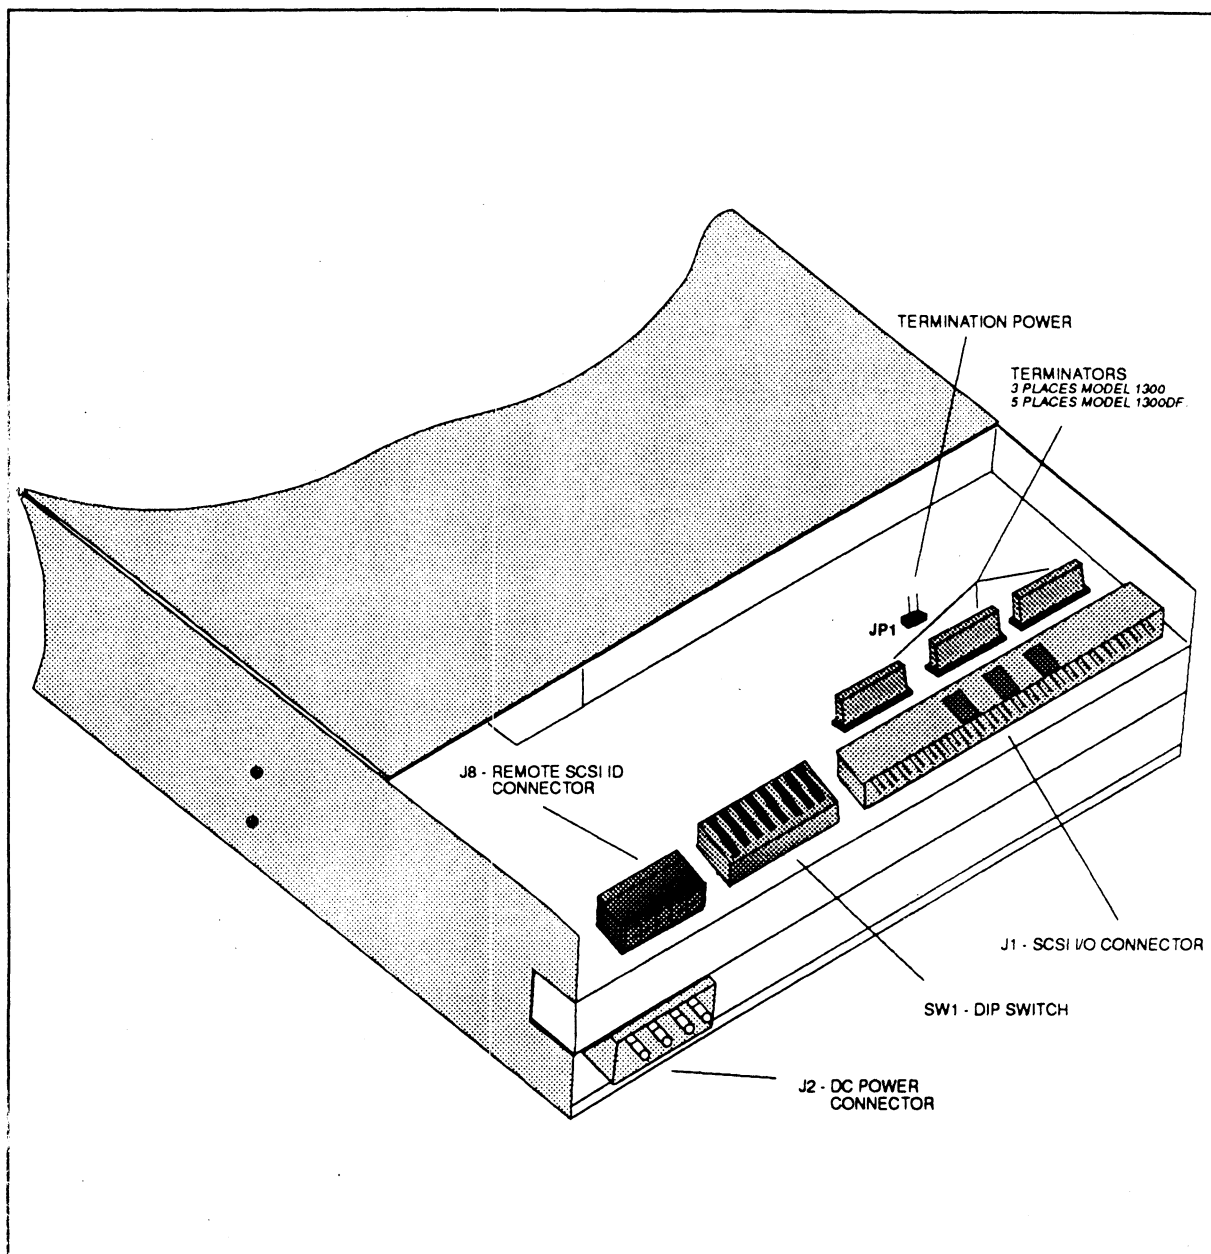 TERMINATION POWER
TERMINATORS
3 PLACES MODEL 1300
5 PLACES MODEL 1300DF
JP1
J8 - REMOTE SCSI ID
CONNECTOR
J1 - SCSI I/O CONNECTOR
SW1 - DIP SWITCH
J2 - DC POWER
CONNECTOR